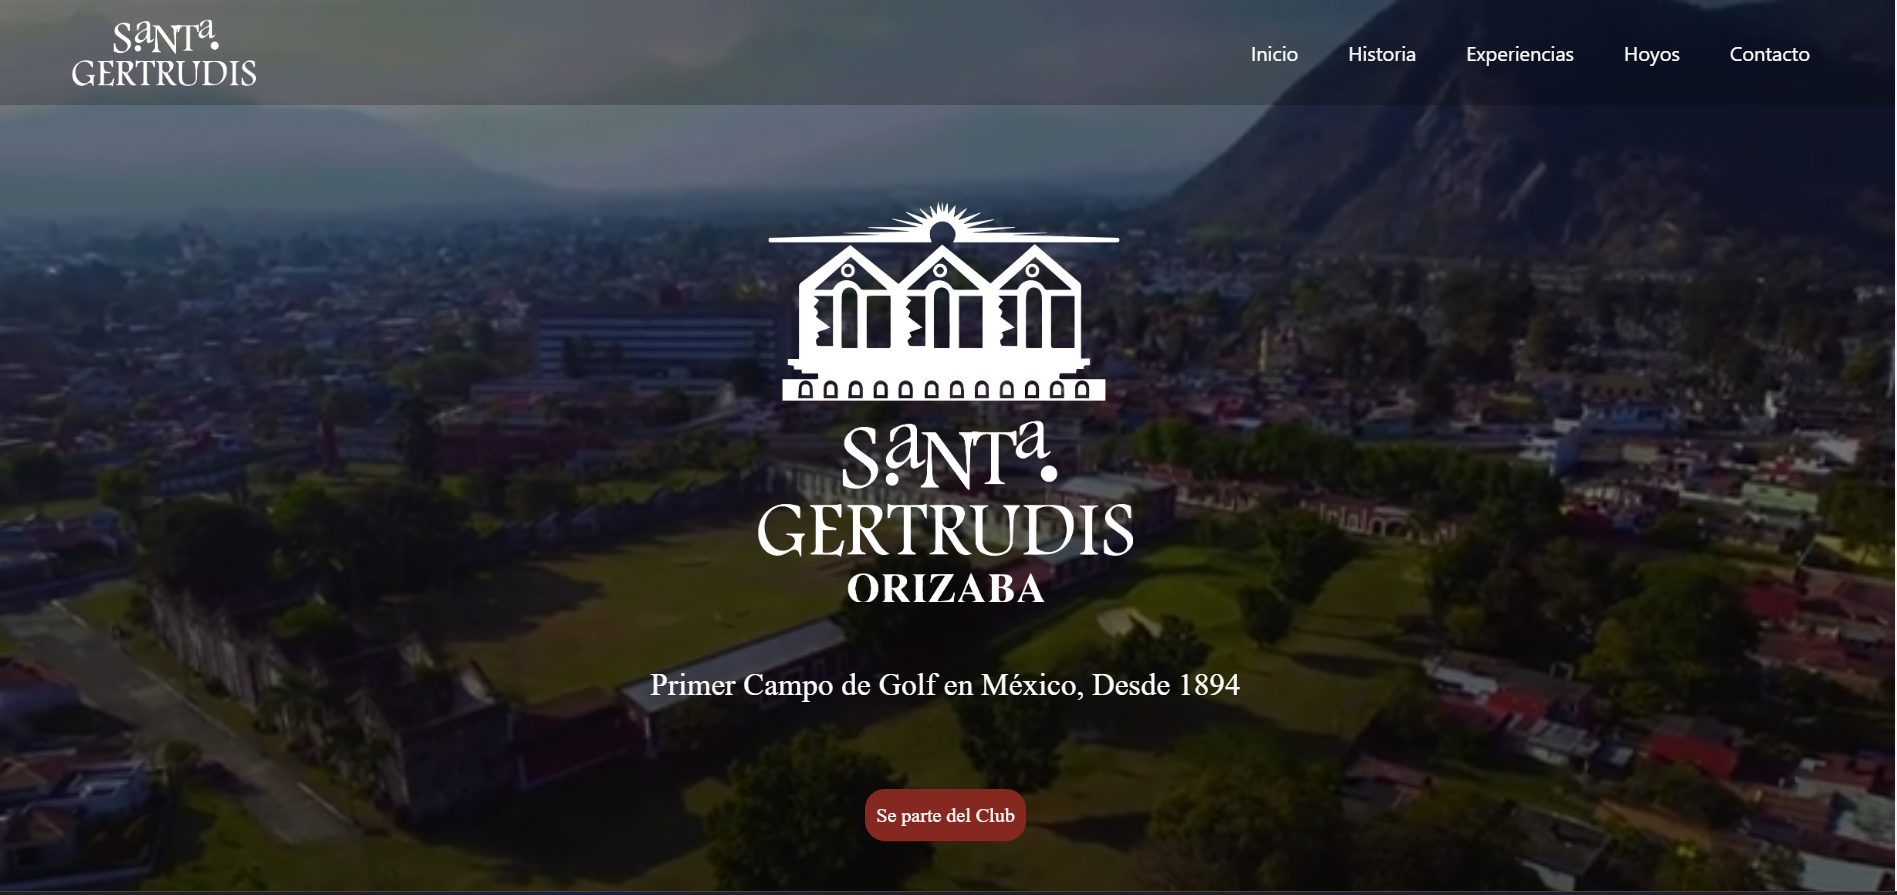 Santa
GERTRUDIS
Inicio Historia Experiencias Hoyos Contacto
Santa
GERTRUDIS
ORIZABA
Primer Campo de Golf en México, Desde 1894
Se parte del Club